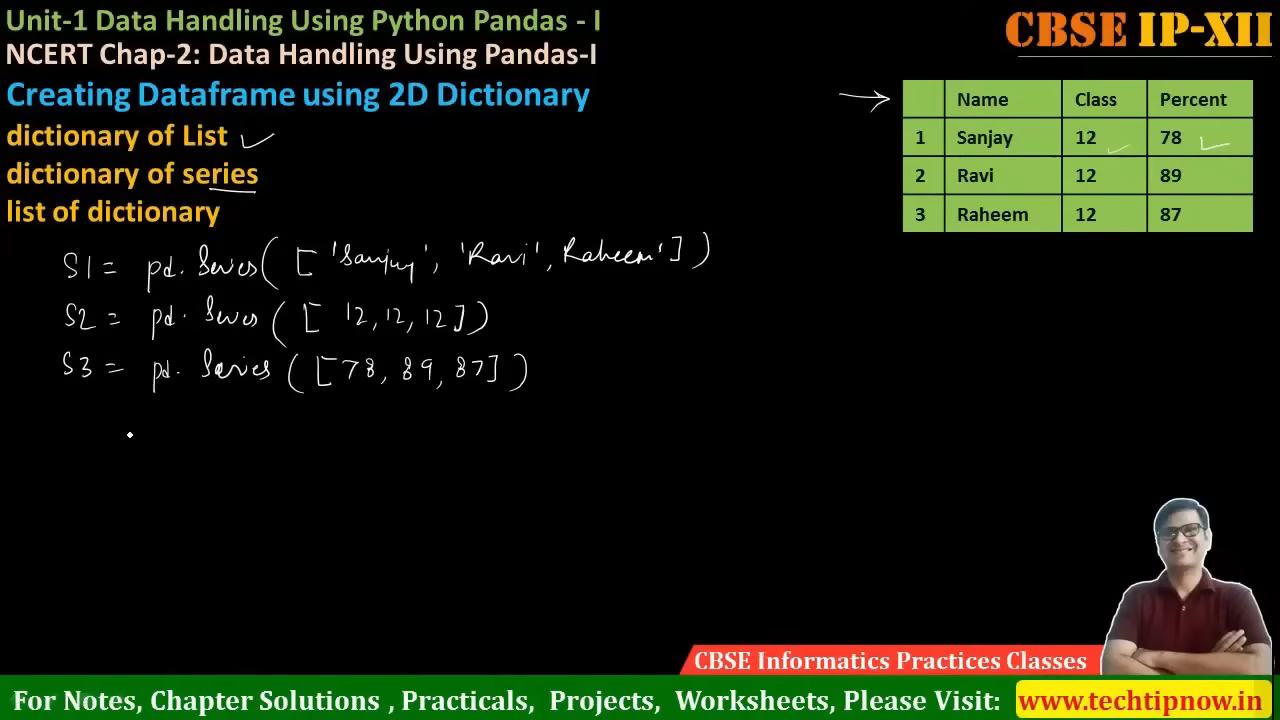 Unit-1 Data Handling Using Python Pandas - I
NCERT Chap-2: Data Handling Using Pandas-I
CBSE IP-XII
Creating Dataframe using 2D Dictionary
dictionary of List
dictionary of series
list of dictionary
Name Class Percent
1 Sanjay 12 78
2 Ravi 12 89
3 Raheem 12 87
S1 = pd. Series( [ 'Sanjay', 'Ravi', Raheem' ] )
S2 = pd. Series ( [ 12, 12, 12 ] )
S3 = pd. Series ( [ 78, 89, 87 ] )
CBSE Informatics Practices Classes
For Notes, Chapter Solutions , Practicals, Projects, Worksheets, Please Visit: www.techtipnow.in